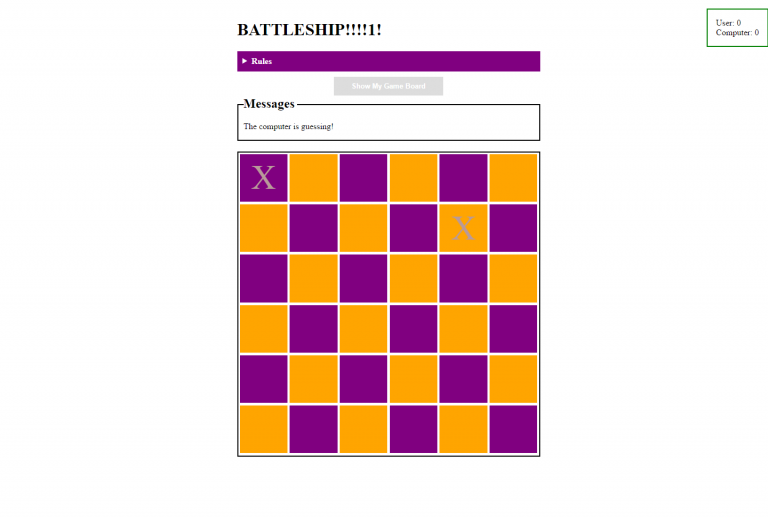 BATTLESHIP!!!!1!
User: 0
Computer: 0
Rules
Show My Game Board
Messages
The computer is guessing!
X
X